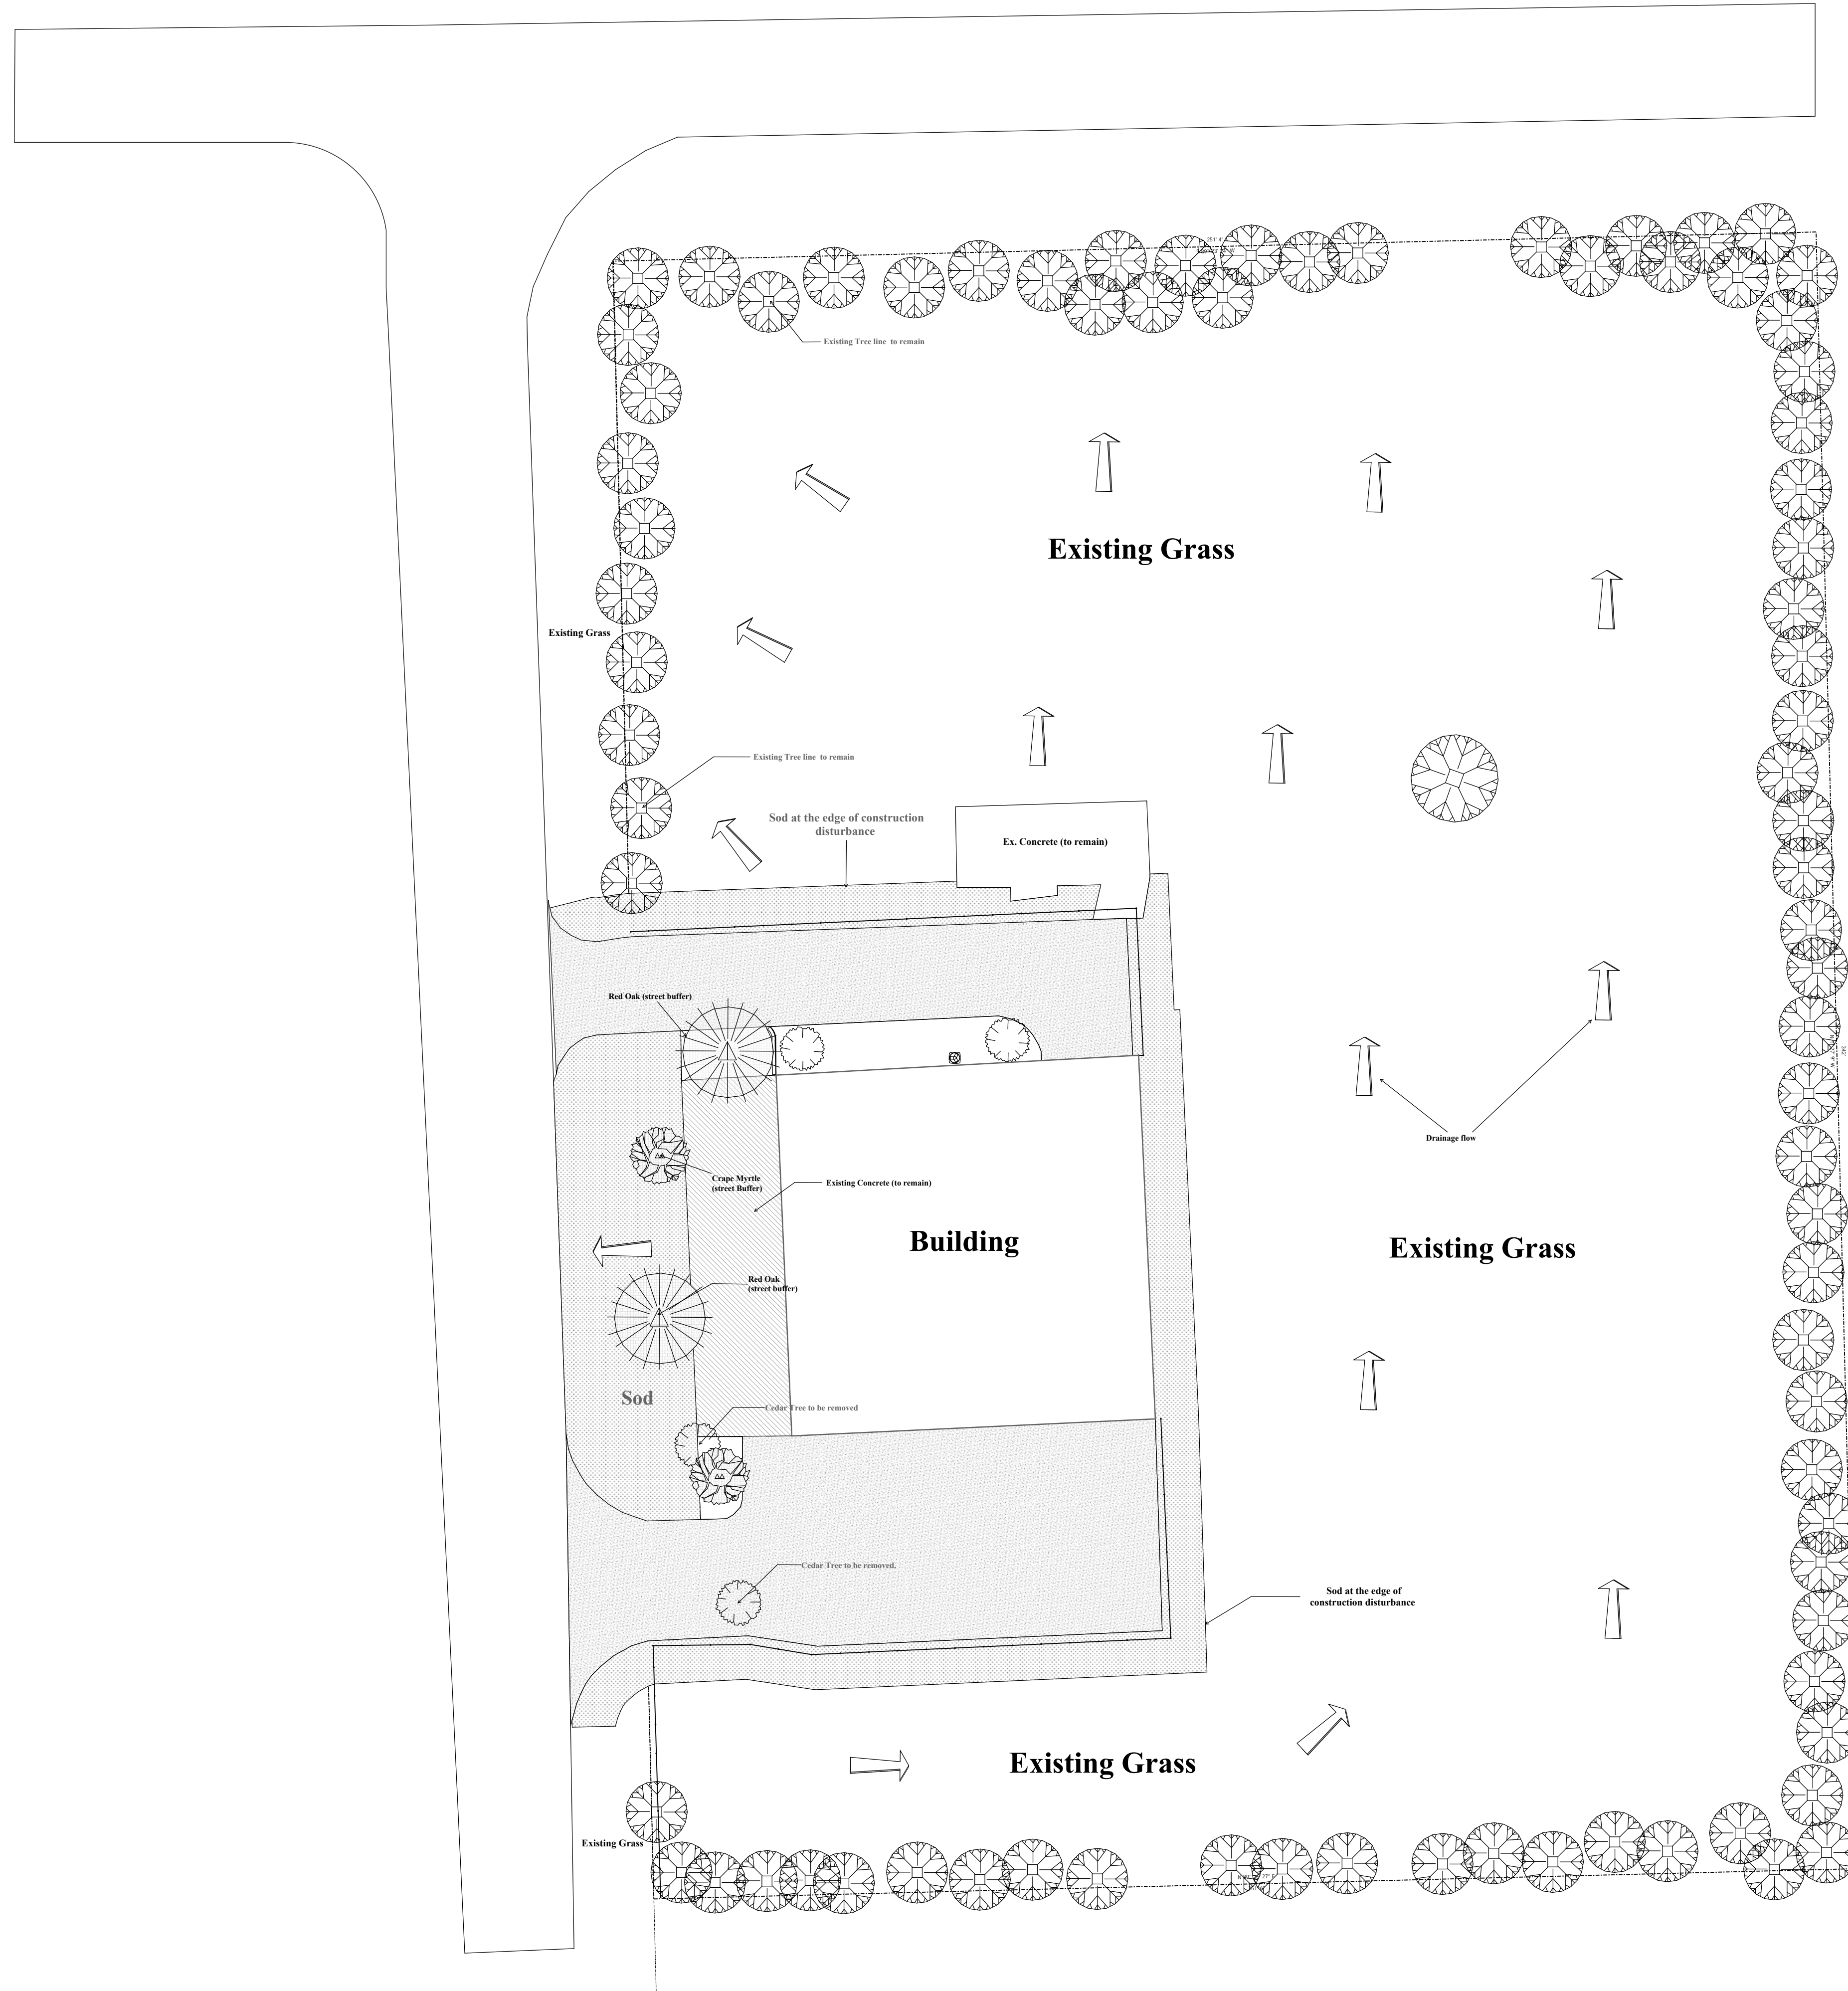 251' 4"
Existing Tree line  to remain
Existing Grass
Existing Grass
Existing Tree line  to remain
Sod at the edge of construction
disturbance
Ex. Concrete (to remain)
Red Oak (street buffer)
342'
Drainage flow
Crape Myrtle
(street Buffer)
Existing Concrete (to remain)
Building
Existing Grass
Red Oak
(street buffer)
Sod
Cedar Tree to be removed
Cedar Tree to be removed.
Sod at the edge of
construction disturbance
Existing Grass
Existing Grass